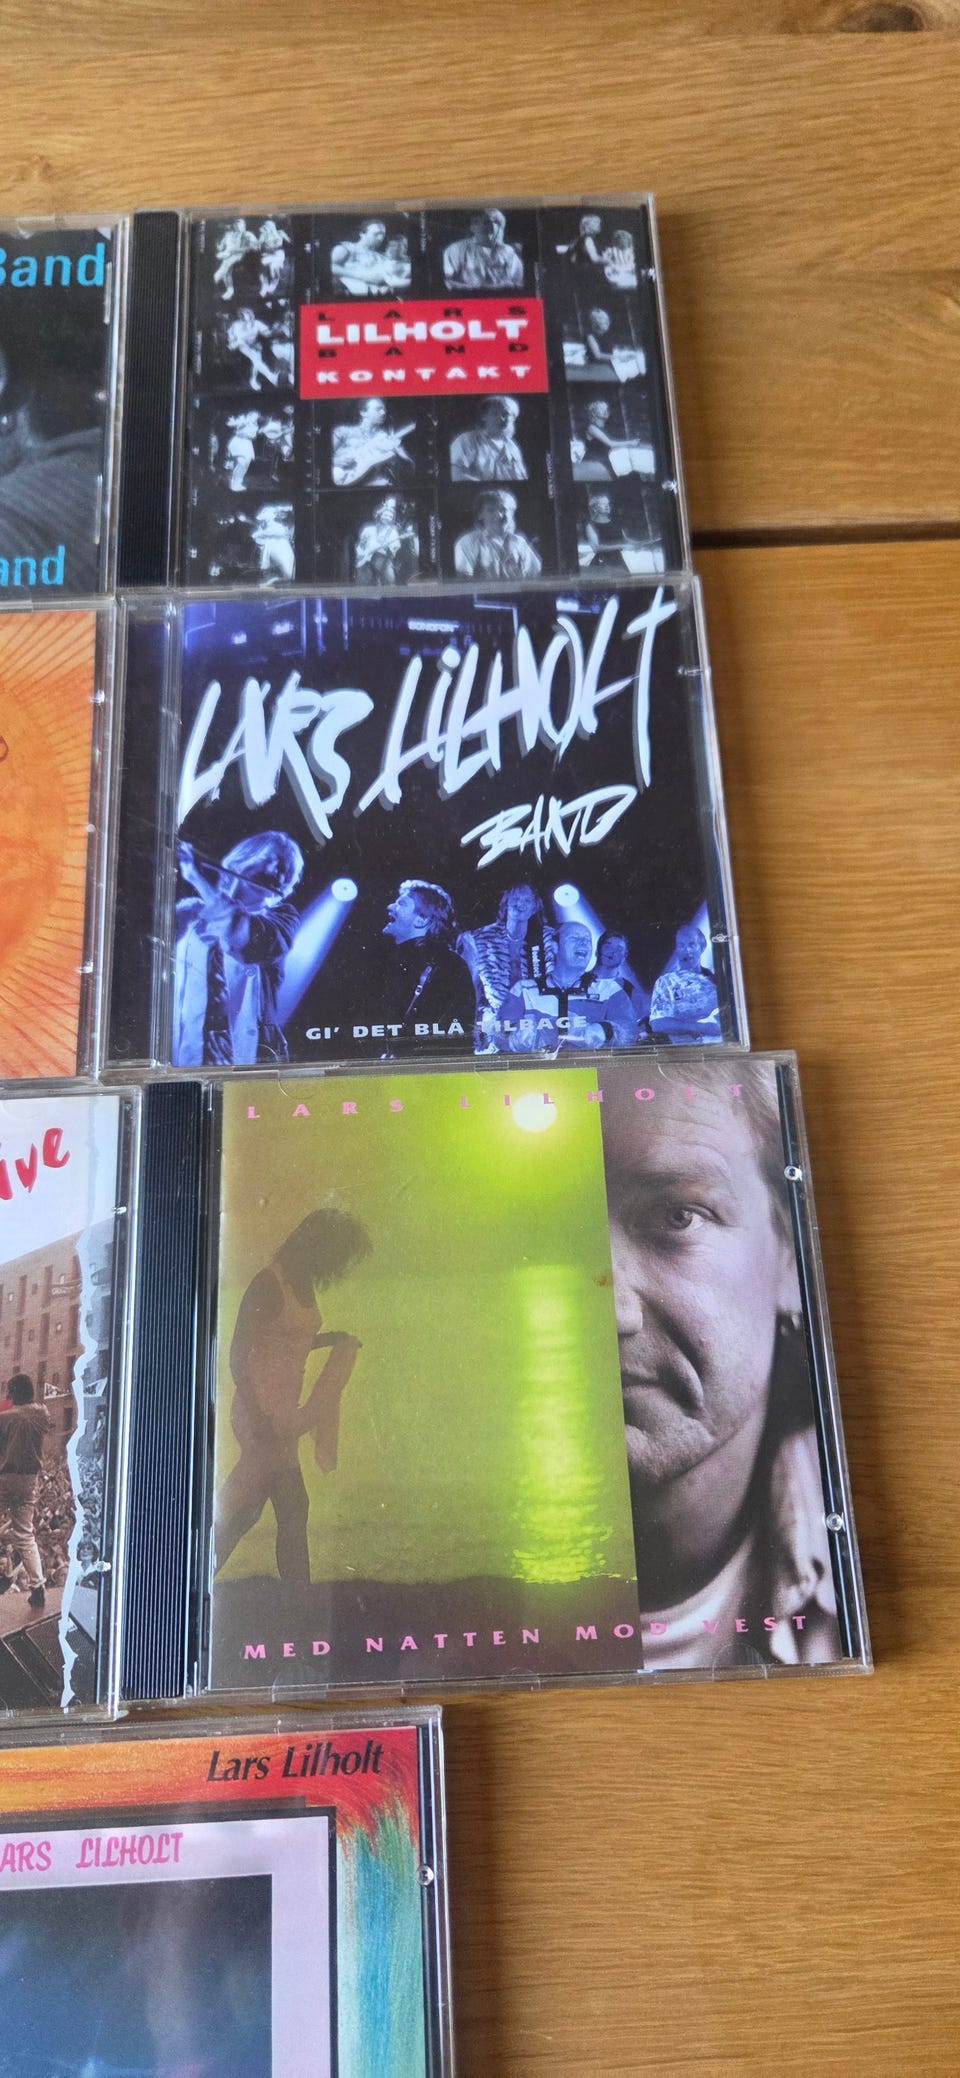 Band
and
LARS
LILHOLT
BAND
KONTAKT
LARS LILHOLT
BAND
GI' DET BLÅ TILBAGE
ive
LARS LILHOLT
MED NATTEN MOD VEST
Lars Lilholt
ARS LILHOLT